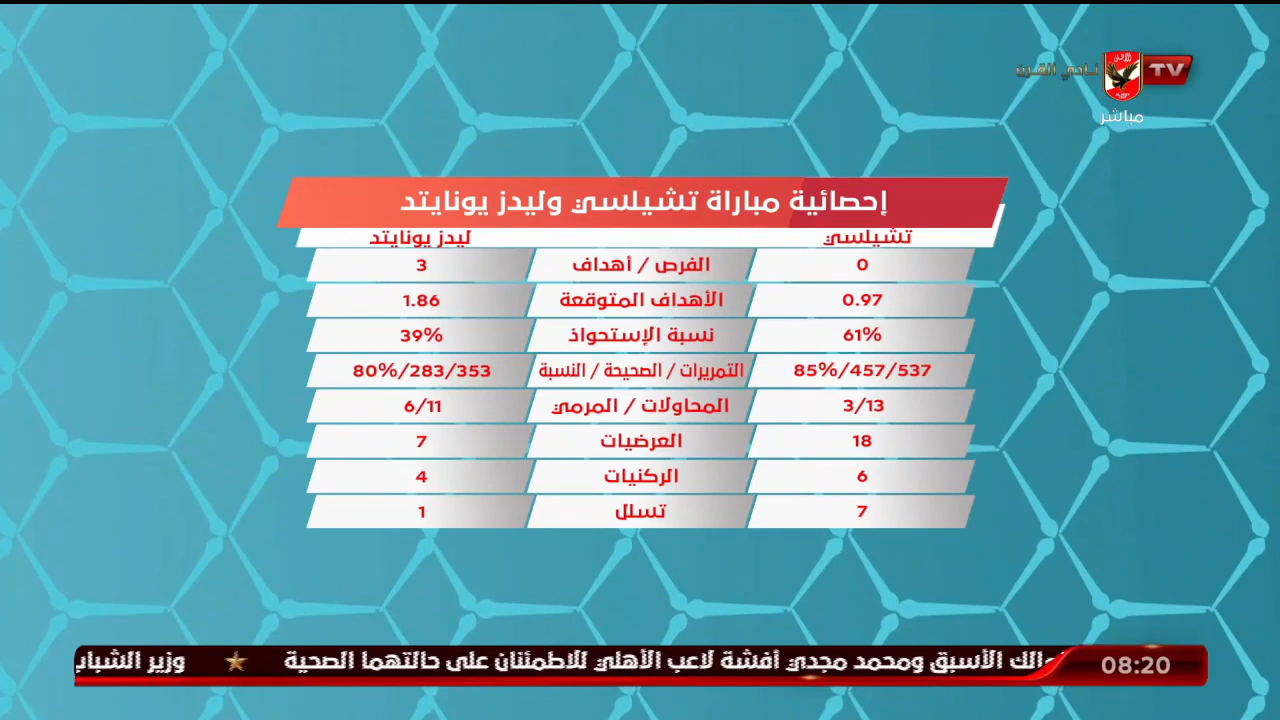 نادي القرن TV
مباشر
إحصائية مباراة تشيلسي وليدز يونايتد
تشيلسي ليدز يونايتد
0 الفرص / أهداف 3
0.97 الأهداف المتوقعة 1.86
61% نسبة الإستحواذ 39%
85%/457/537 التمريرات / الصحيحة / النسبة 80%/283/353
3/13 المحاولات / المرمي 6/11
18 العرضيات 7
6 الركنيات 4
7 تسلل 1
08:20 الأسبق ومحمد مجدي أفشة لاعب الأهلي للاطمئنان على حالتهما الصحية وزير الشباب